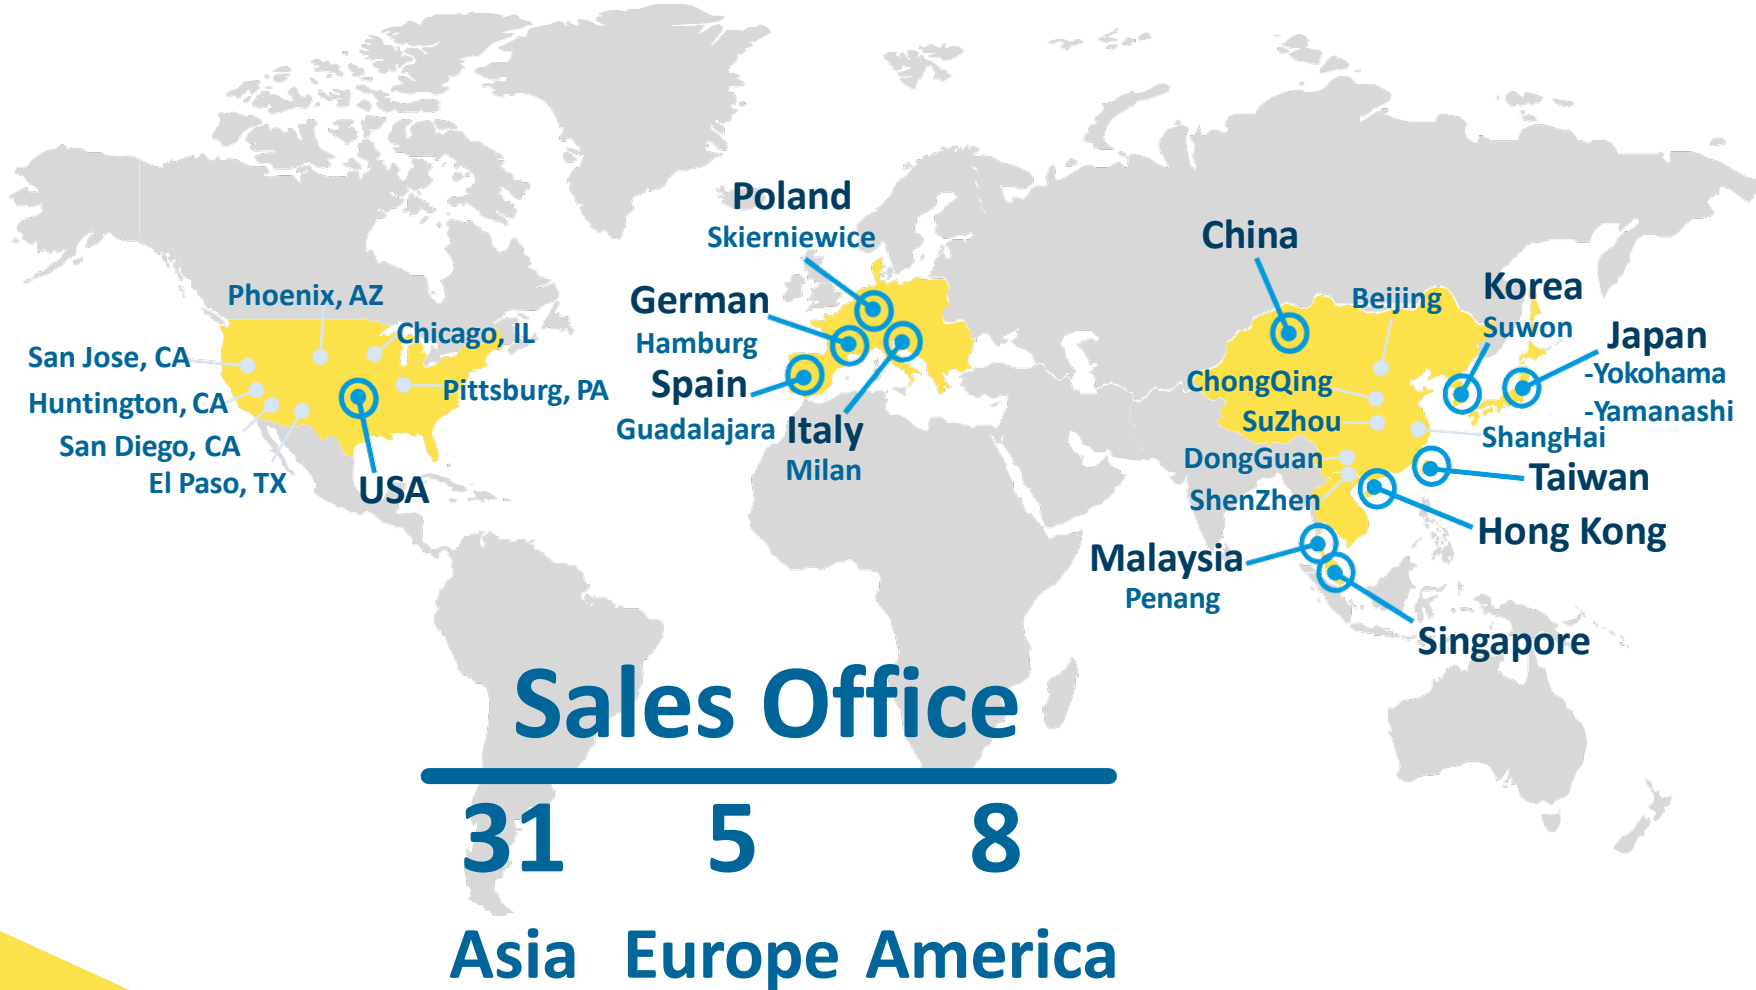 Poland
Skierniewice
German
Hamburg
Spain
Guadalajara
Italy
Milan
Phoenix, AZ
Chicago, IL
San Jose, CA
Huntington, CA
Pittsburg, PA
San Diego, CA
El Paso, TX
USA
China
Beijing
Korea
Suwon
Japan
-Yokohama
-Yamanashi
ChongQing
SuZhou
ShangHai
DongGuan
ShenZhen
Taiwan
Hong Kong
Malaysia
Penang
Singapore
Sales Office
31 5 8
Asia Europe America